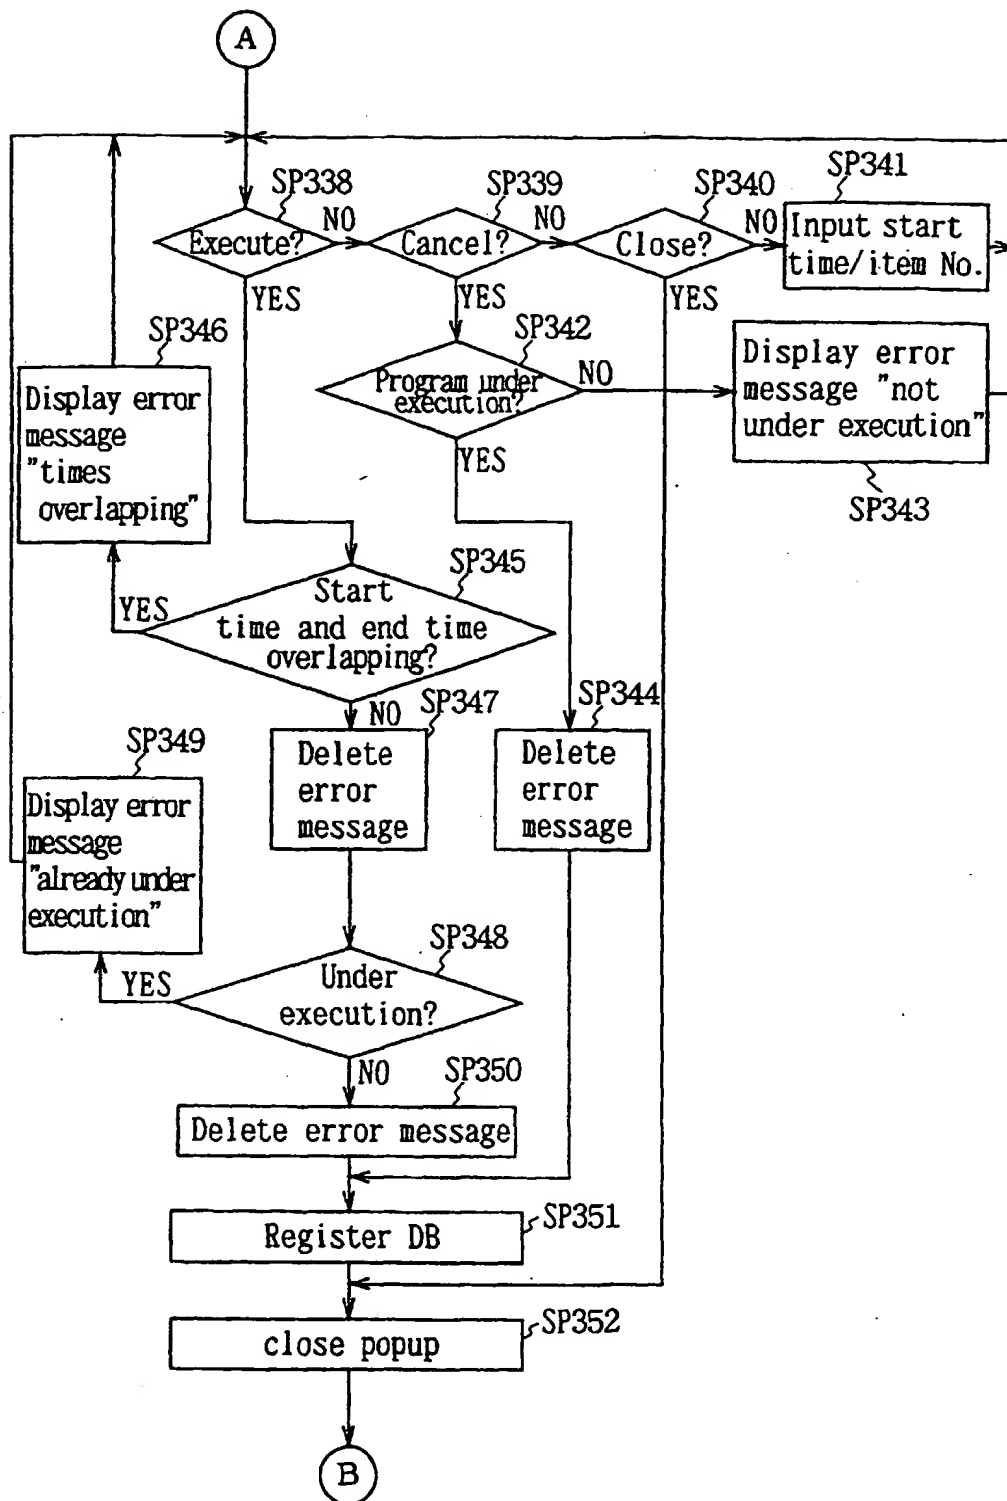 A
SP338
SP339
SP340
SP341
Execute?
NO
Cancel?
NO
Close?
NO
Input start
time/item No.
YES
YES
YES
SP346
Display error
message
"times
overlapping"
SP342
Program under
execution?
NO
Display error
message "not
under execution"
SP343
YES
SP345
Start
time and end time
overlapping?
YES
NO
SP347
Delete
error
message
SP344
Delete
error
message
SP349
Display error
message
"already under
execution"
SP348
Under
execution?
YES
NO
SP350
Delete error message
SP351
Register DB
SP352
close popup
B